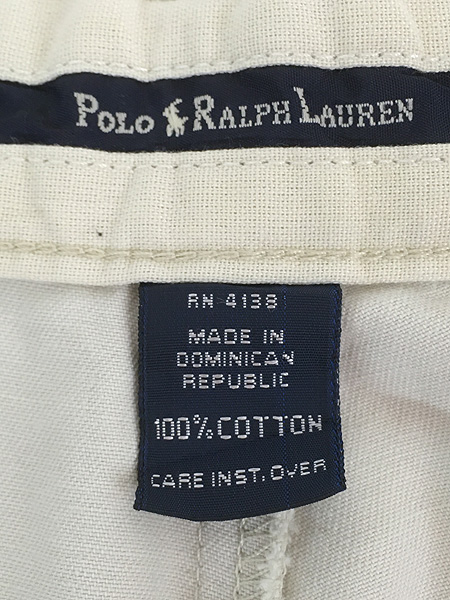 POLO RALPH LAUREN
RN 41381
MADE IN
DOMINICAN
REPUBLIC
100% COTTON
CARE INST. OVER